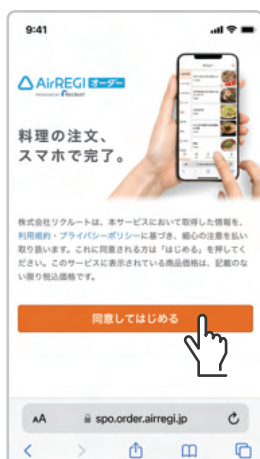 9:41
AirREGI オーダー
PRODUCED BY RECRUIT
料理の注文、
スマホで完了。
メニュー
株式会社リクルートは、本サービスにおいて取得した情報を、
利用規約・プライバシーポリシーに基づき、細心の注意を払い
取り扱います。これに同意される方は「はじめる」を押してく
ださい。このサービスに表示されている商品価格は、記載のな
い限り税込価格です。
同意してはじめる
AA
spo.order.airregi.jp